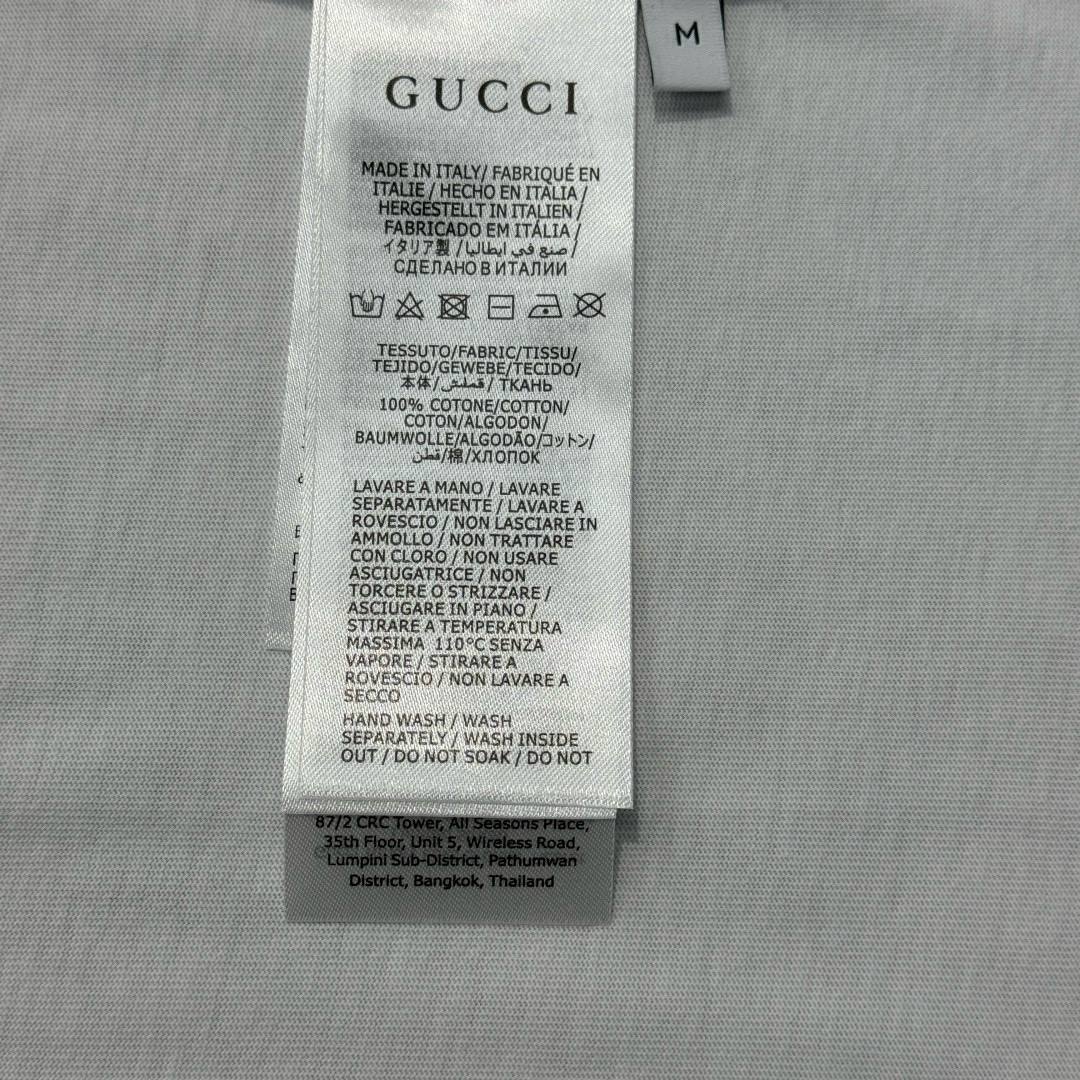 M
GUCCI
MADE IN ITALY/ FABRIQUÉ EN
ITALIE / HECHO EN ITALIA /
HERGESTELLT IN ITALIEN /
FABRICADO EM ITÁLIA /
イタリア製 / صنع في ايطاليا /
СДЕЛАНО В ИТАЛИИ
TESSUTO/FABRIC/TISSU/
TEJIDO/GEWEBE/TECIDO/
本体/قملش/ ТКАНЬ
100% COTONE/COTTON/
COTON/ALGODON/
BAUMWOLLE/ALGODÃO/コットン/
قطن/棉/ХЛОПОК
LAVARE A MANO / LAVARE
SEPARATAMENTE / LAVARE A
ROVESCIO / NON LASCIARE IN
AMMOLLO / NON TRATTARE
CON CLORO / NON USARE
ASCIUGATRICE / NON
TORCERE O STRIZZARE /
ASCIUGARE IN PIANO /
STIRARE A TEMPERATURA
MASSIMA 110°C SENZA
VAPORE / STIRARE A
ROVESCIO / NON LAVARE A
SECCO
HAND WASH / WASH
SEPARATELY / WASH INSIDE
OUT / DO NOT SOAK / DO NOT
87/2 CRC Tower, All Seasons Place,
35th Floor, Unit 5, Wireless Road,
Lumpini Sub-District, Pathumwan
District, Bangkok, Thailand